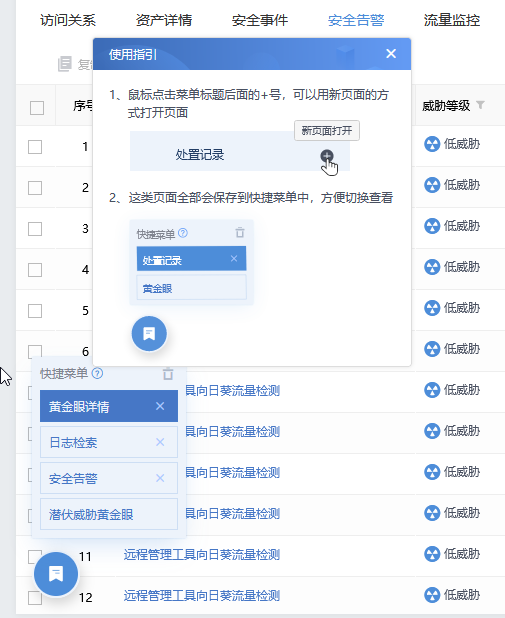 访问关系 资产详情 安全事件 安全告警 流量监控
使用指引
序号 威胁等级
1、鼠标点击菜单标题后面的+号，可以用新页面的方
式打开页面
新页面打开
处置记录
2、这类页面全部会保存到快捷菜单中，方便切换查看
快捷菜单
处置记录
黄金眼
1 低威胁
2 低威胁
3 低威胁
4 低威胁
5 低威胁
6 低威胁
快捷菜单
黄金眼详情
日志检索
安全告警
潜伏威胁黄金眼
具向日葵流量检测 低威胁
具向日葵流量检测 低威胁
具向日葵流量检测 低威胁
具向日葵流量检测 低威胁
11 远程管理工具向日葵流量检测 低威胁
12 远程管理工具向日葵流量检测 低威胁